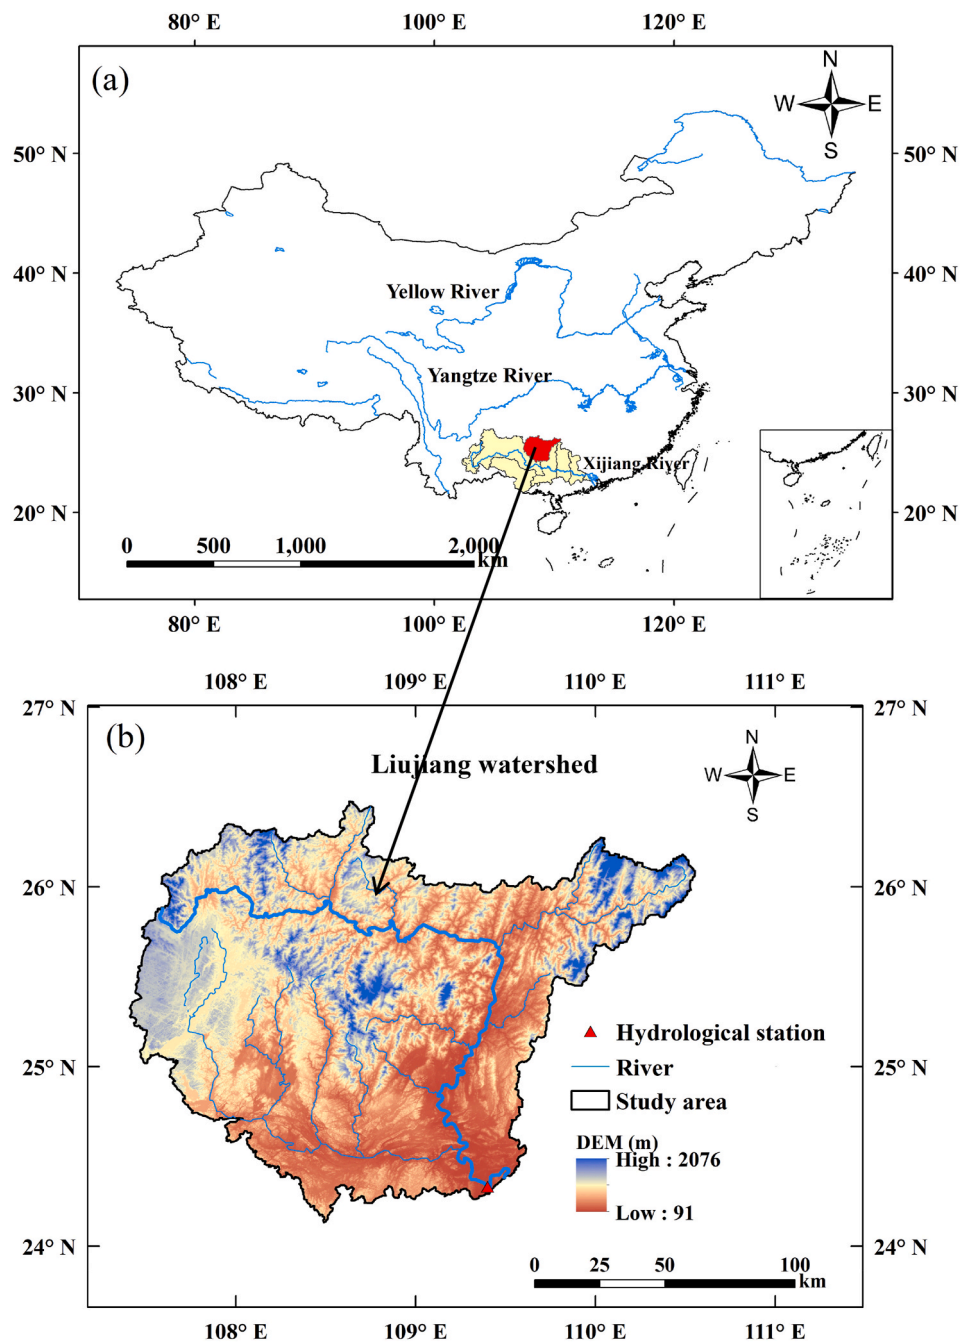 80° E 100° E 120° E
(a)
N
W E
S
50° N 50° N
40° N 40° N
Yellow River
Yangtze River
30° N 30° N
Xijiang River
20° N 20° N
0 500 1,000 2,000
km
80° E 100° E 120° E
108° E 109° E 110° E 111° E
27° N 27° N
(b)
Liujiang watershed
N
W E
S
26° N 26° N
Hydrological station
River
25° N 25° N
Study area
DEM (m)
High : 2076
Low : 91
24° N 24° N
0 25 50 100
km
108° E 109° E 110° E 111° E